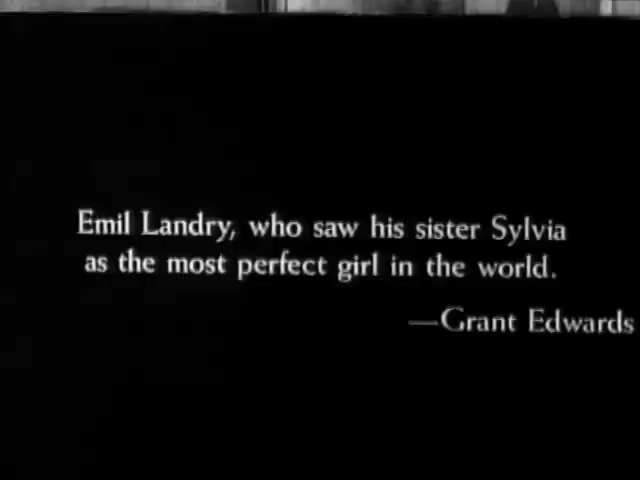 Emil Landry, who saw his sister Sylvia
as the most perfect girl in the world.
—Grant Edwards